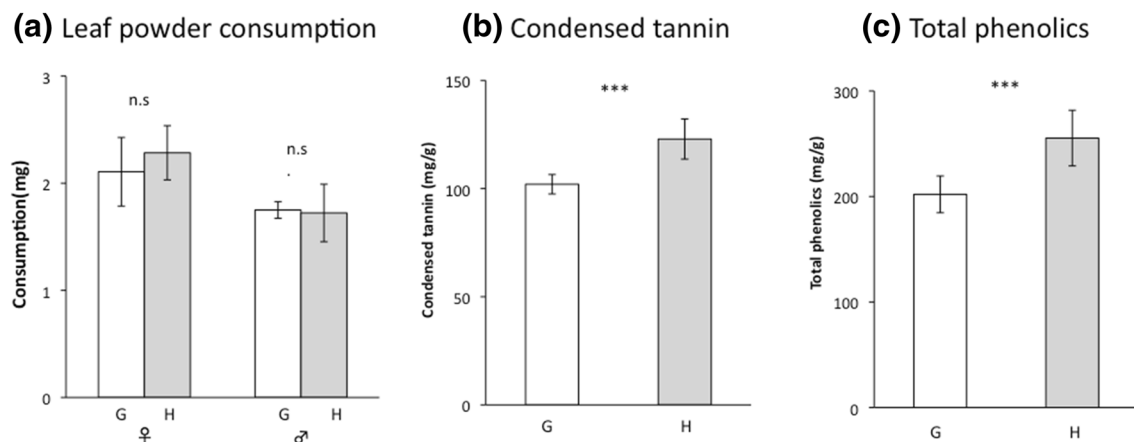 (a) Leaf powder consumption
3
2
1
0
Consumption(mg)
n.s
n.s
G H G H
♀ ♂
(b) Condensed tannin
150
100
50
0
Condensed tannin (mg/g)
***
G H
(c) Total phenolics
300
200
100
0
Total phenolics (mg/g)
***
G H